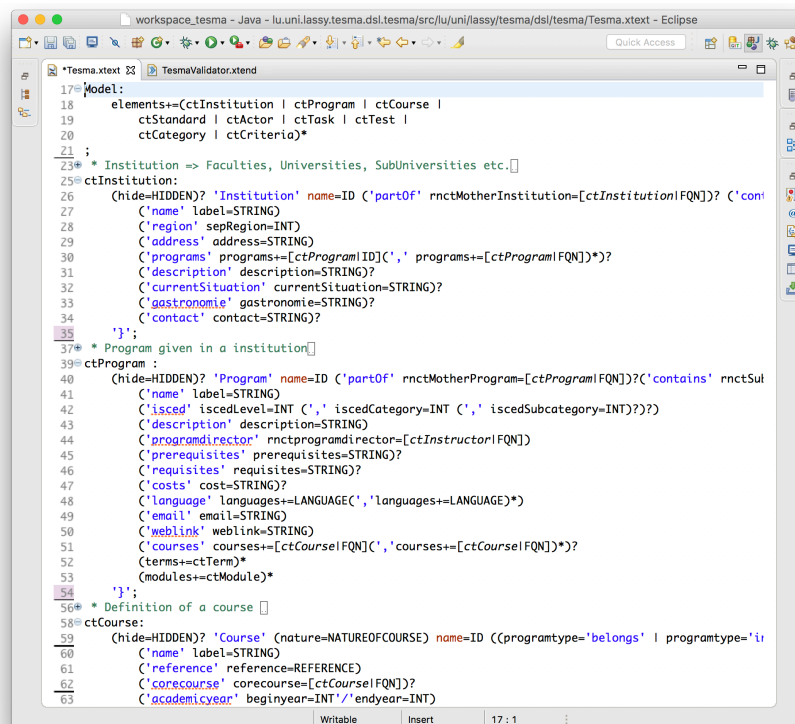 workspace_tesma - Java - lu.uni.lassy.tesma.dsl.tesma/src/lu/uni/lassy/tesma/dsl/tesma/Tesma.xtext - Eclipse
Quick Access
*Tesma.xtext TesmaValidator.xtend
17 Model:
18 elements+=(ctInstitution | ctProgram | ctCourse |
19 ctStandard | ctActor | ctTask | ctTest |
20 ctCategory | ctCriteria)*
21 ;
23 * Institution => Faculties, Universities, SubUniversities etc.
25 ctInstitution:
26 (hide=HIDDEN)? 'Institution' name=ID ('partOf' rnctMotherInstitution=[ctInstitution|FQN])? ('cont
27 ('name' label=STRING)
28 ('region' sepRegion=INT)
29 ('address' address=STRING)
30 ('programs' programs+=[ctProgram|ID](',' programs+=[ctProgram|FQN])*)?
31 ('description' description=STRING)?
32 ('currentSituation' currentSituation=STRING)?
33 ('gastronomie' gastronomie=STRING)?
34 ('contact' contact=STRING)?
35 '}';
37 * Program given in a institution
39 ctProgram :
40 (hide=HIDDEN)? 'Program' name=ID ('partOf' rnctMotherProgram=[ctProgram|FQN])?('contains' rnctSub
41 ('name' label=STRING)
42 ('isced' iscedLevel=INT (',' iscedCategory=INT (',' iscedSubcategory=INT)?)?)
43 ('description' description=STRING)
44 ('programdirector' rnctprogramdirector=[ctInstructor|FQN])
45 ('prerequisites' prerequisites=STRING)?
46 ('requisites' requisites=STRING)?
47 ('costs' cost=STRING)?
48 ('language' languages+=LANGUAGE(','languages+=LANGUAGE)*)
49 ('email' email=STRING)
50 ('weblink' weblink=STRING)
51 ('courses' courses+=[ctCourse|FQN](','courses+=[ctCourse|FQN])*)?
52 (terms+=ctTerm)*
53 (modules+=ctModule)*
54 '}';
56 * Definition of a course
58 ctCourse:
59 (hide=HIDDEN)? 'Course' (nature=NATUREOFCOURSE) name=ID ((programtype='belongs' | programtype='in
60 ('name' label=STRING)
61 ('reference' reference=REFERENCE)
62 ('corecourse' corecourse=[ctCourse|FQN])?
63 ('academicyear' beginyear=INT'/'endyear=INT)
Writable Insert 17 : 1